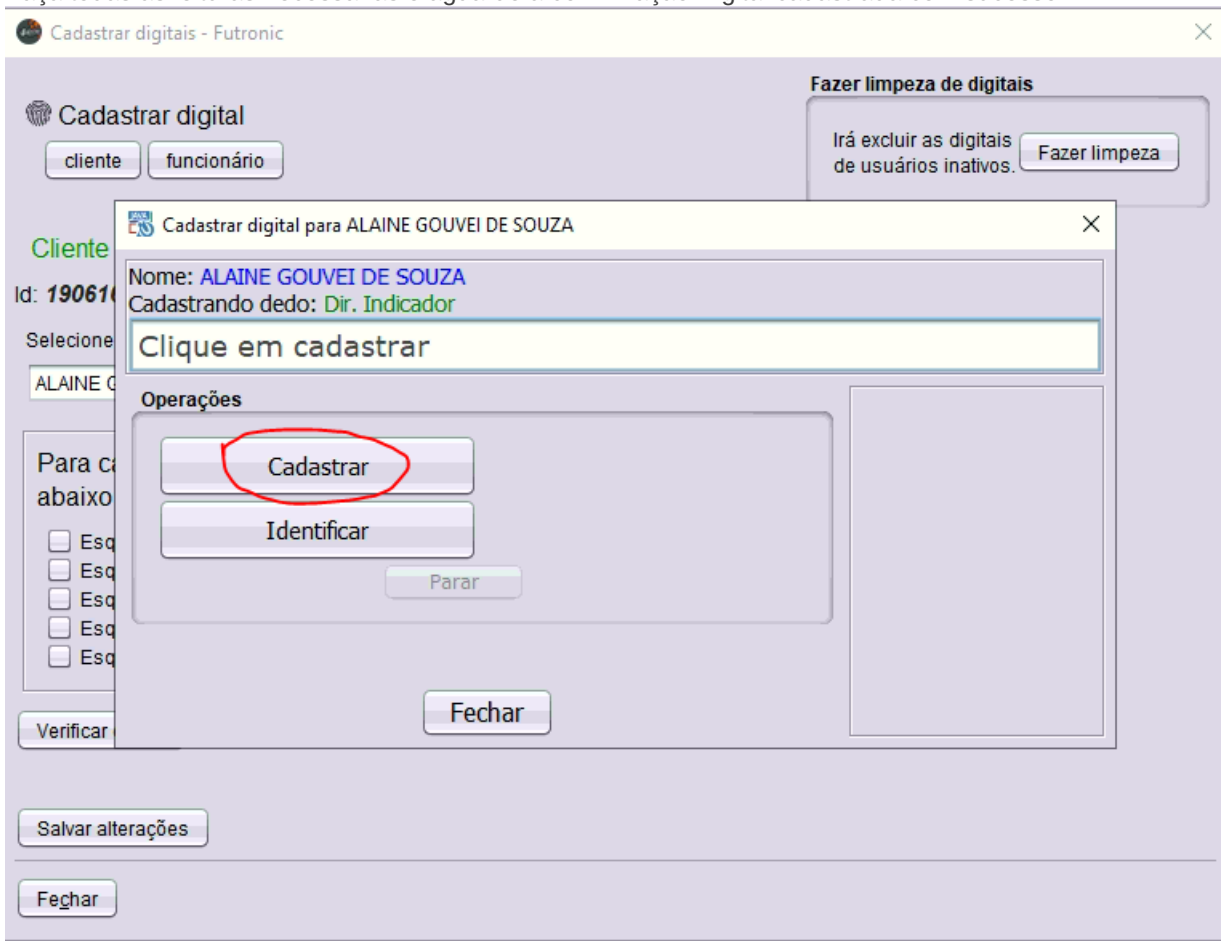 Cadastrar digitais - Futronic
Fazer limpeza de digitais
Cadastrar digital
cliente
funcionário
Irá excluir as digitais
de usuários inativos.
Fazer limpeza
Cadastrar digital para ALAINE GOUVEI DE SOUZA
Cliente
Nome: ALAINE GOUVEI DE SOUZA
Id: 19061
Cadastrando dedo: Dir. Indicador
Selecione
Clique em cadastrar
ALAINE
Operações
Para
abaixo
Cadastrar
Identificar
Esq
Esq
Esq
Esq
Esq
Parar
Fechar
Verificar
Salvar alterações
Fechar